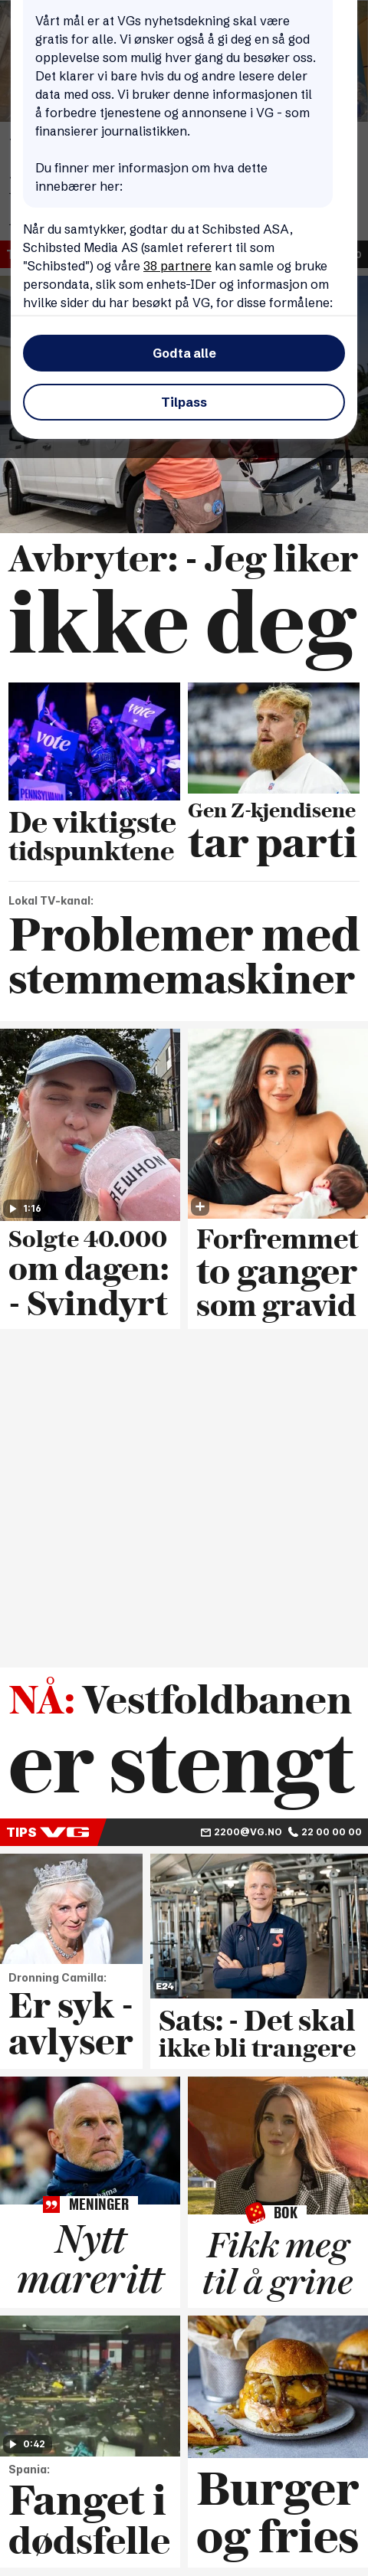 Vårt mål er at VGs nyhetsdekning skal være
gratis for alle. Vi ønsker også å gi deg en så god
opplevelse som mulig hver gang du besøker oss.
Det klarer vi bare hvis du og andre lesere deler
data med oss. Vi bruker denne informasjonen til
å forbedre tjenestene og annonsene i VG - som
finansierer journalistikken.
Du finner mer informasjon om hva dette
innebærer her:
Når du samtykker, godtar du at Schibsted ASA,
Schibsted Media AS (samlet referert til som
"Schibsted") og våre 38 partnere kan samle og bruke
persondata, slik som enhets-IDer og informasjon om
hvilke sider du har besøkt på VG, for disse formålene:
Godta alle
Tilpass
Avbryter: - Jeg liker
ikke deg
vote
vote
PENNSYLVANIA
De viktigste
tidspunktene
Gen Z-kjendisene
tar parti
Lokal TV-kanal:
Problemer med
stemmemaskiner
REWHON
1:16
Solgte 40.000
om dagen:
- Svindyrt
Forfremmet
to ganger
som gravid
NÅ: Vestfoldbanen
er stengt
TIPS VG
2200@VG.NO 22 00 00 00
Dronning Camilla:
Er syk -
avlyser
E24
Sats: - Det skal
ikke bli trangere
MENINGER
Nytt
mareritt
BOK
Fikk meg
til å grine
0:42
Spania:
Fanget i
dødsfelle
Burger
og fries